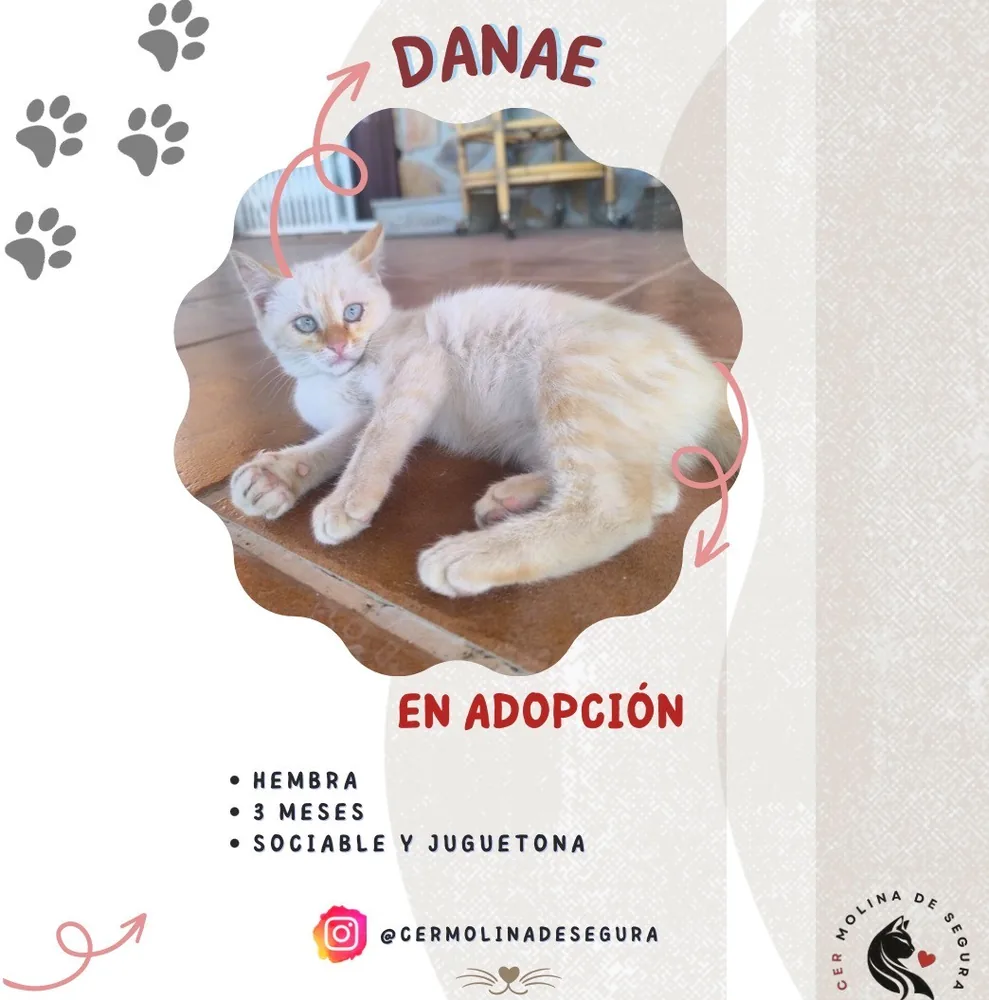 DANAE
EN ADOPCIÓN
• HEMBRA
• 3 MESES
• SOCIABLE Y JUGUETONA
@CERMOLINADESEGURA
CER MOLINA DE SEGURA